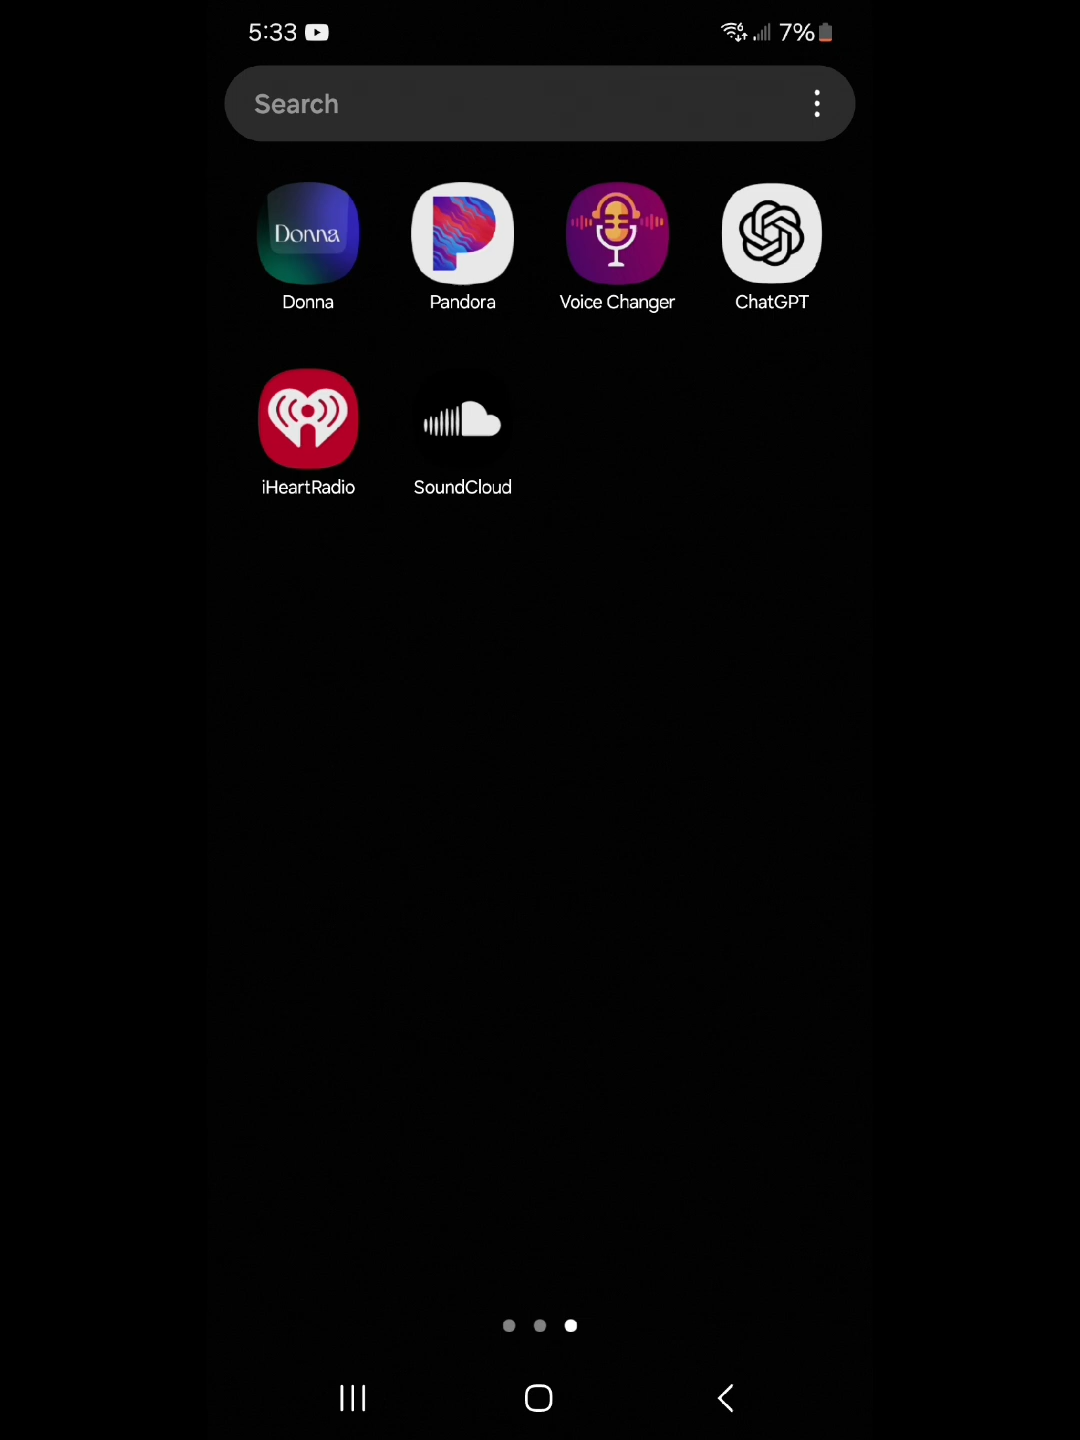 5:33 7%
Search
Donna
Donna Pandora Voice Changer ChatGPT
iHeartRadio SoundCloud